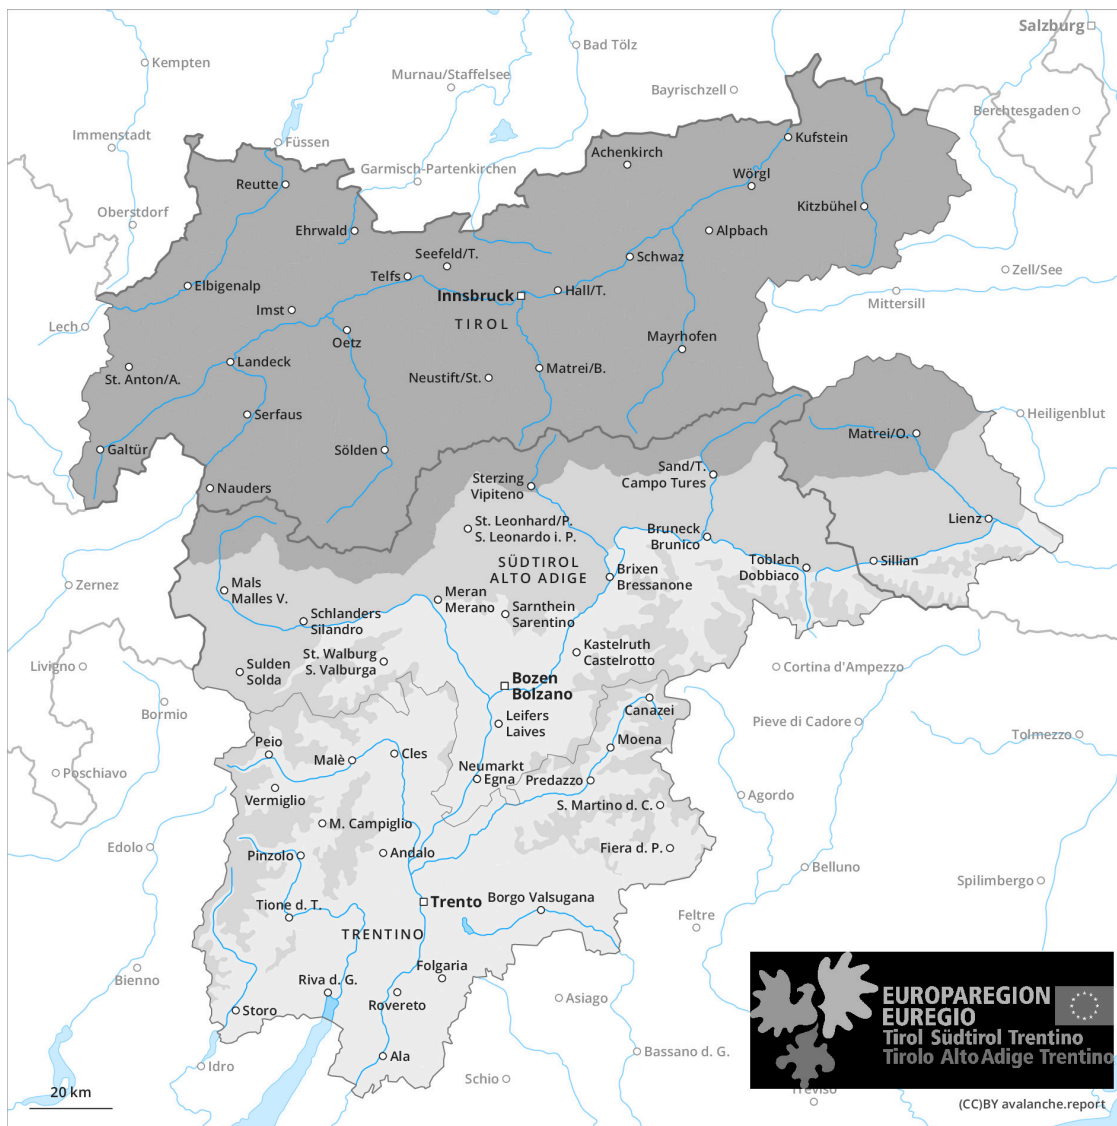 Salzburg
Bad Tölz
Kempten
Murnau/Staffelsee
Bayrischzell
Berchtesgaden
Immenstadt
Füssen
Kufstein
Achenkirch
Garmisch-Partenkirchen
Wörgl
Reutte
Oberstdorf
Kitzbühel
Ehrwald
Alpbach
Seefeld/T.
Schwaz
Zell/See
Telfs
Elbigenalp
Innsbruck
Hall/T.
Mittersill
Imst
TIROL
Lech
Oetz
Mayrhofen
Landeck
Matrei/B.
St. Anton/A.
Neustift/St.
Serfaus
Heiligenblut
Matrei/O.
Galtür
Sölden
Sterzing
Vipiteno
Sand/T.
Campo Tures
Nauders
St. Leonhard/P.
S. Leonardo i. P.
Lienz
Bruneck
Brunico
SÜDTIROL
ALTO ADIGE
Toblach
Dobbiaco
Sillian
Brixen
Bressanone
Zernez
Mals
Malles V.
Meran
Merano
Schlanders
Silandro
Sarnthein
Sarentino
Kastelruth
Castelrotto
St. Walburg
S. Valburga
Livigno
Sulden
Solda
Cortina d'Ampezzo
Bozen
Bolzano
Bormio
Canazei
Leifers
Laives
Pieve di Cadore
Tolmezzo
Peio
Moena
Malè
Cles
Neumarkt
Egna
Poschiavo
Predazzo
Vermiglio
Agordo
S. Martino d. C.
M. Campiglio
Edolo
Fiera d. P.
Pinzolo
Andalo
Belluno
Spilimbergo
Trento
Borgo Valsugana
Tione d. T.
Feltre
TRENTINO
Folgaria
Bienno
Riva d. G.
Rovereto
Asiago
Storo
EUROPAREGION
EUREGIO
Tirol Südtirol Trentino
Tirolo Alto Adige Trentino
Ala
Bassano d. G.
Idro
Schio
20 km
Treviso
(CC)BY avalanche.report